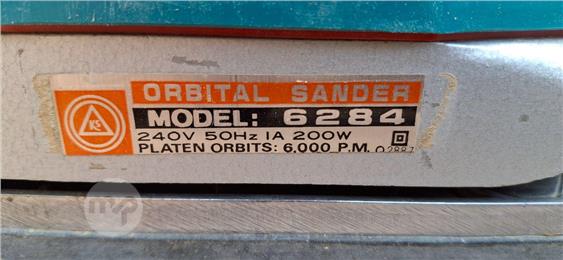 ORBITAL SANDER
MODEL: 6284
240V 50Hz 1A 200W
PLATEN ORBITS: 6,000 P.M.